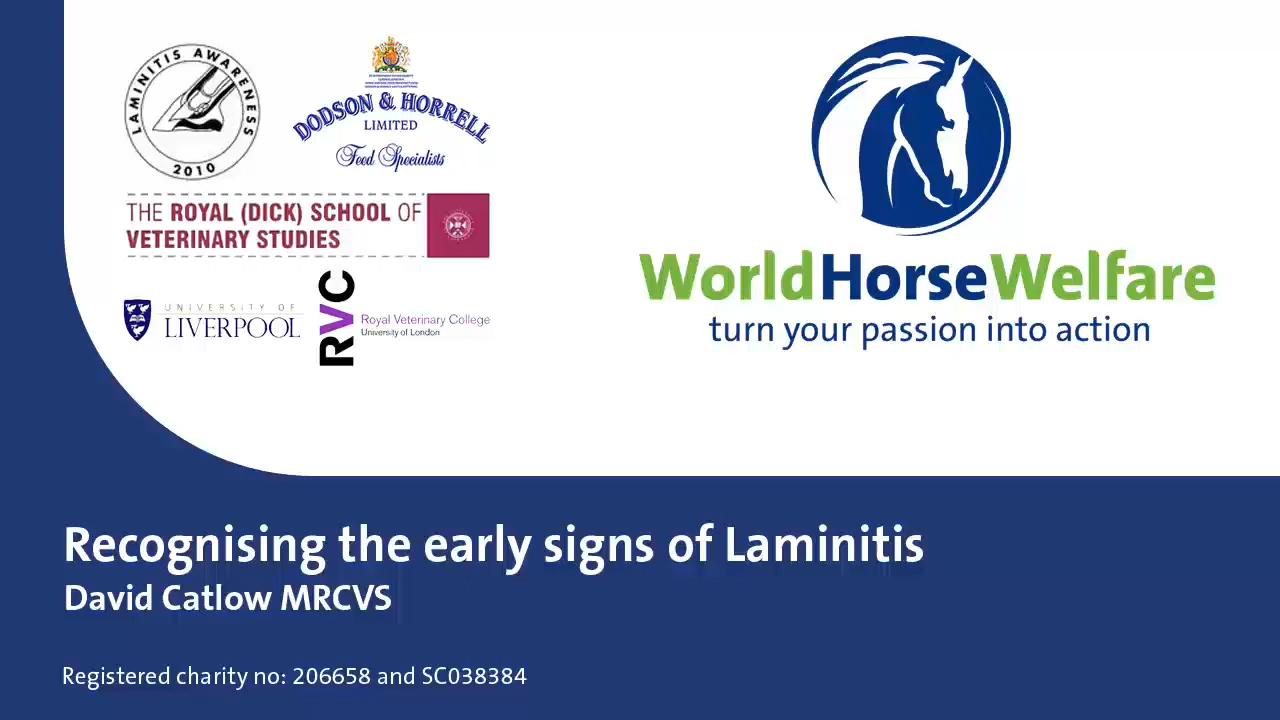 LAMINITIS AWARENESS
2010
DODSON & HORRELL
LIMITED
Feed Specialists
THE ROYAL (DICK) SCHOOL OF
VETERINARY STUDIES
UNIVERSITY OF
LIVERPOOL
RVC
Royal Veterinary College
University of London
WorldHorseWelfare
turn your passion into action
Recognising the early signs of Laminitis
David Catlow MRCVS
Registered charity no: 206658 and SC038384